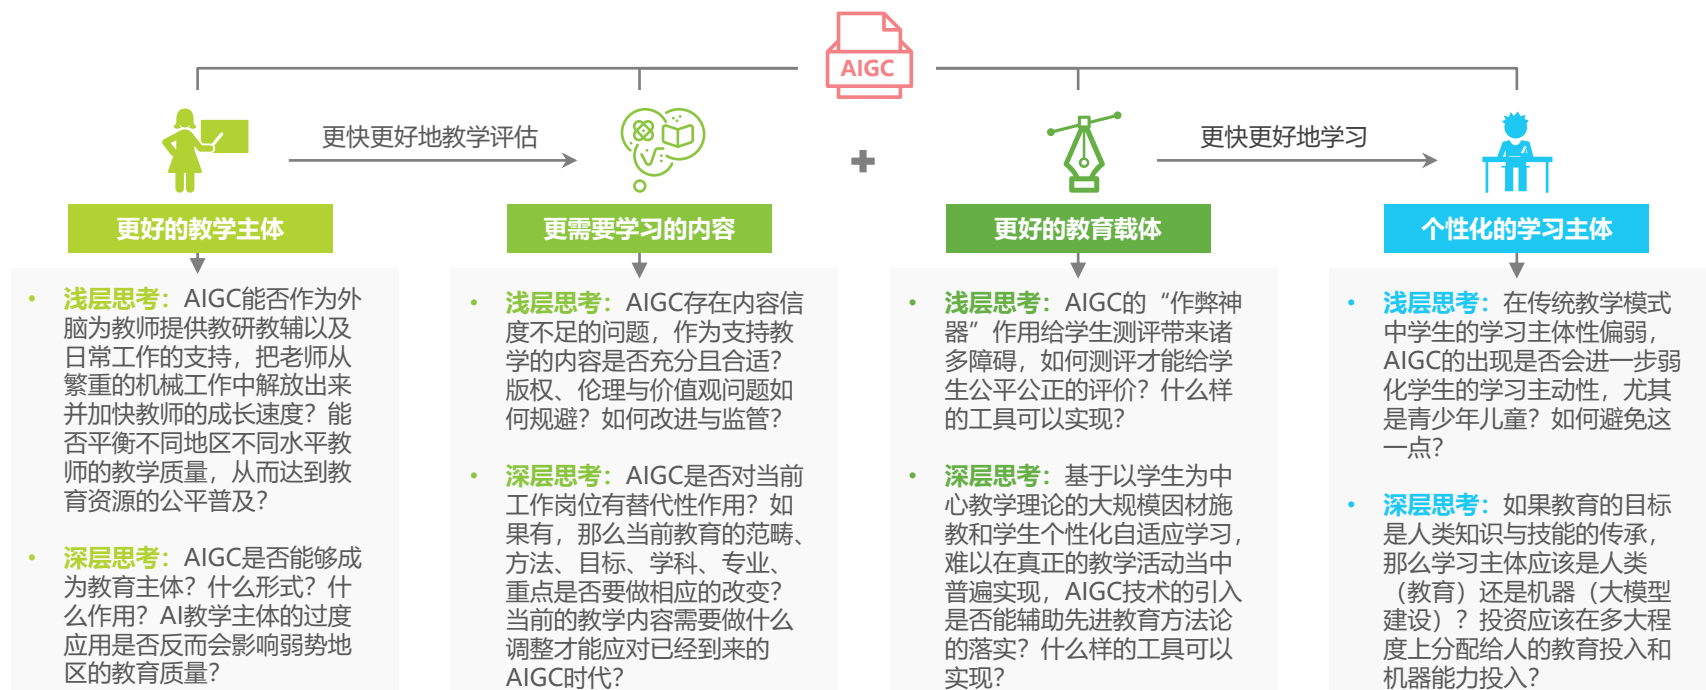 AIGC
更快更好地教学评估
更快更好地学习
更好的教学主体
更需要学习的内容
更好的教育载体
个性化的学习主体
• 浅层思考：AIGC能否作为外
脑为教师提供教研教辅以及
日常工作的支持，把老师从
繁重的机械工作中解放出来
并加快教师的成长速度？能
否平衡不同地区不同水平教
师的教学质量，从而达到教
育资源的公平普及？
• 深层思考：AIGC是否能够成
为教育主体？什么形式？什
么作用？AI教学主体的过度
应用是否反而会影响弱势地
区的教育质量？
• 浅层思考：AIGC存在内容信
度不足的问题，作为支持教
学的内容是否充分且合适？
版权、伦理与价值观问题如
何规避？如何改进与监管？
• 深层思考：AIGC是否对当前
工作岗位有替代性作用？如
果有，那么当前教育的范畴、
方法、目标、学科、专业、
重点是否要做相应的改变？
当前的教学内容需要做什么
调整才能应对已经到来的
AIGC时代？
• 浅层思考：AIGC的“作弊神
器”作用给学生测评带来诸
多障碍，如何测评才能给学
生公平公正的评价？什么样
的工具可以实现？
• 深层思考：基于以学生为中
心教学理论的大规模因材施
教和学生个性化自适应学习，
难以在真正的教学活动当中
普遍实现，AIGC技术的引入
是否能辅助先进教育方法论
的落实？什么样的工具可以
实现？
• 浅层思考：在传统教学模式
中学生的学习主体性偏弱，
AIGC的出现是否会进一步弱
化学生的学习主动性，尤其
是青少年儿童？如何避免这
一点？
• 深层思考：如果教育的目标
是人类知识与技能的传承，
那么学习主体应该是人类
（教育）还是机器（大模型
建设）？投资应该在多大程
度上分配给人的教育投入和
机器能力投入？